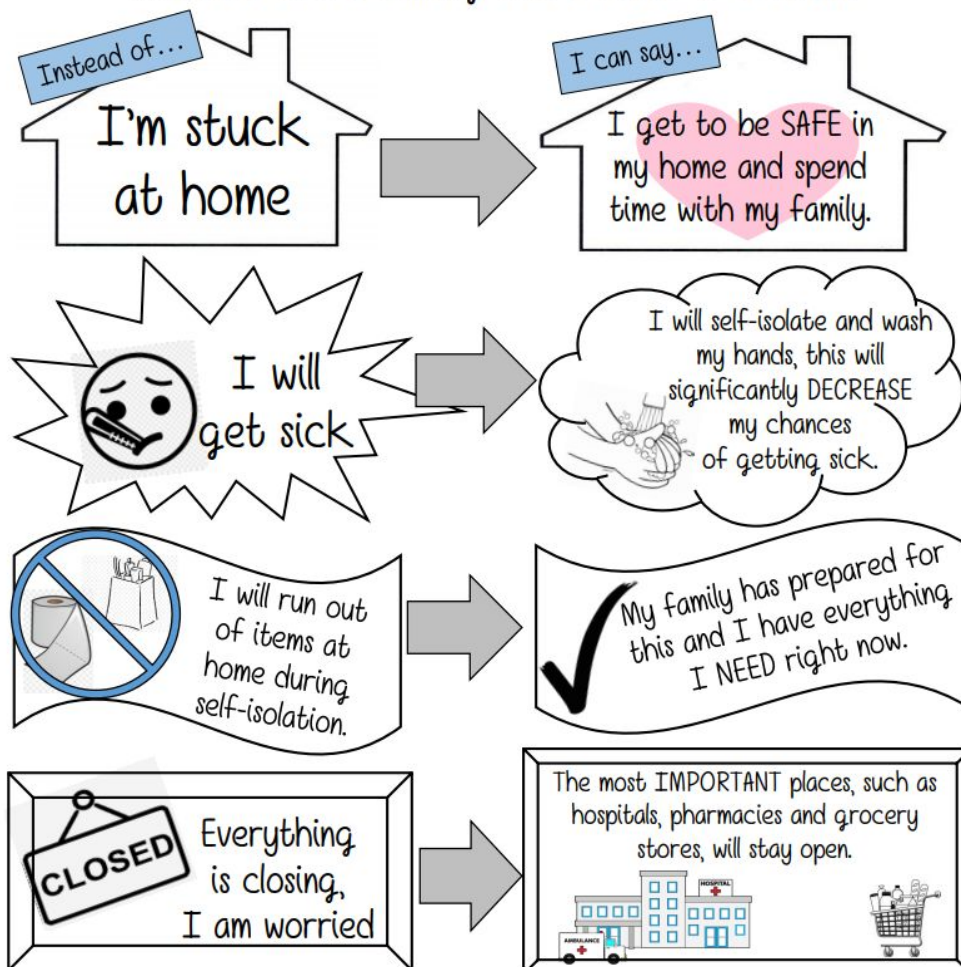 Instead of...
I'm stuck
at home
I can say...
I get to be SAFE in
my home and spend
time with my family.
I will
get sick
I will self-isolate and wash
my hands, this will
significantly DECREASE
my chances
of getting sick.
I will run out
of items at
home during
self-isolation.
My family has prepared for
this and I have everything
I NEED right now.
CLOSED
Everything
is closing,
I am worried
The most IMPORTANT places, such as
hospitals, pharmacies and grocery
stores, will stay open.
HOSPITAL
AMBULANCE